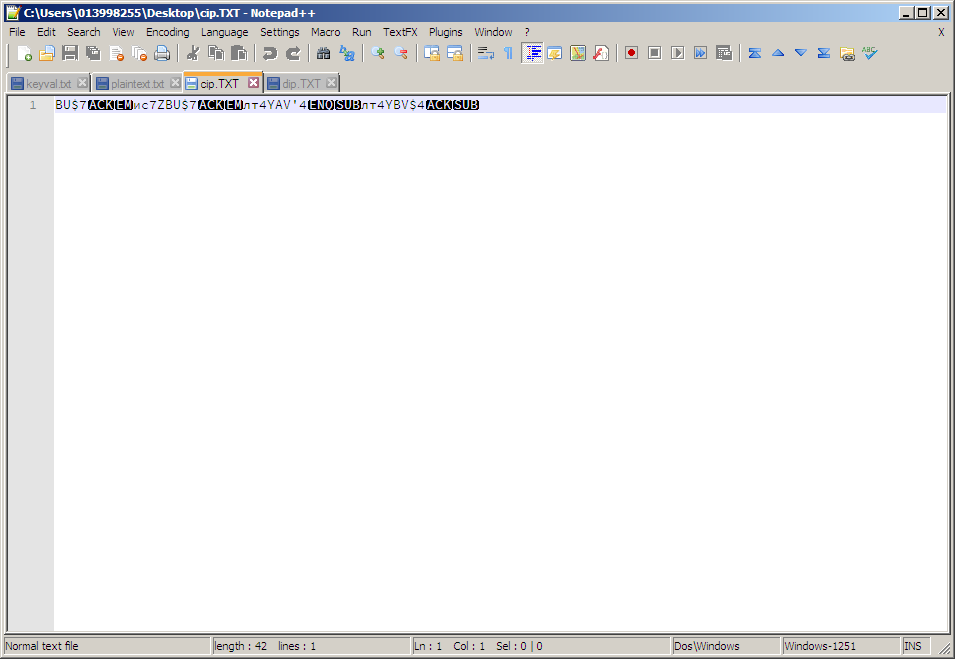 C:\Users\013998255\Desktop\cip.TXT - Notepad++
File Edit Search View Encoding Language Settings Macro Run TextFX Plugins Window ? X
keyval.txt plaintext.txt cip.TXT dip.TXT
1 BU$7ACKEMис7ZBU$7ACKEMлт4YAV'4ENQSUBлт4YBV$4ACKSUB
Normal text file length : 42 lines : 1 Ln : 1 Col : 1 Sel : 0 | 0 Dos\Windows Windows-1251 INS